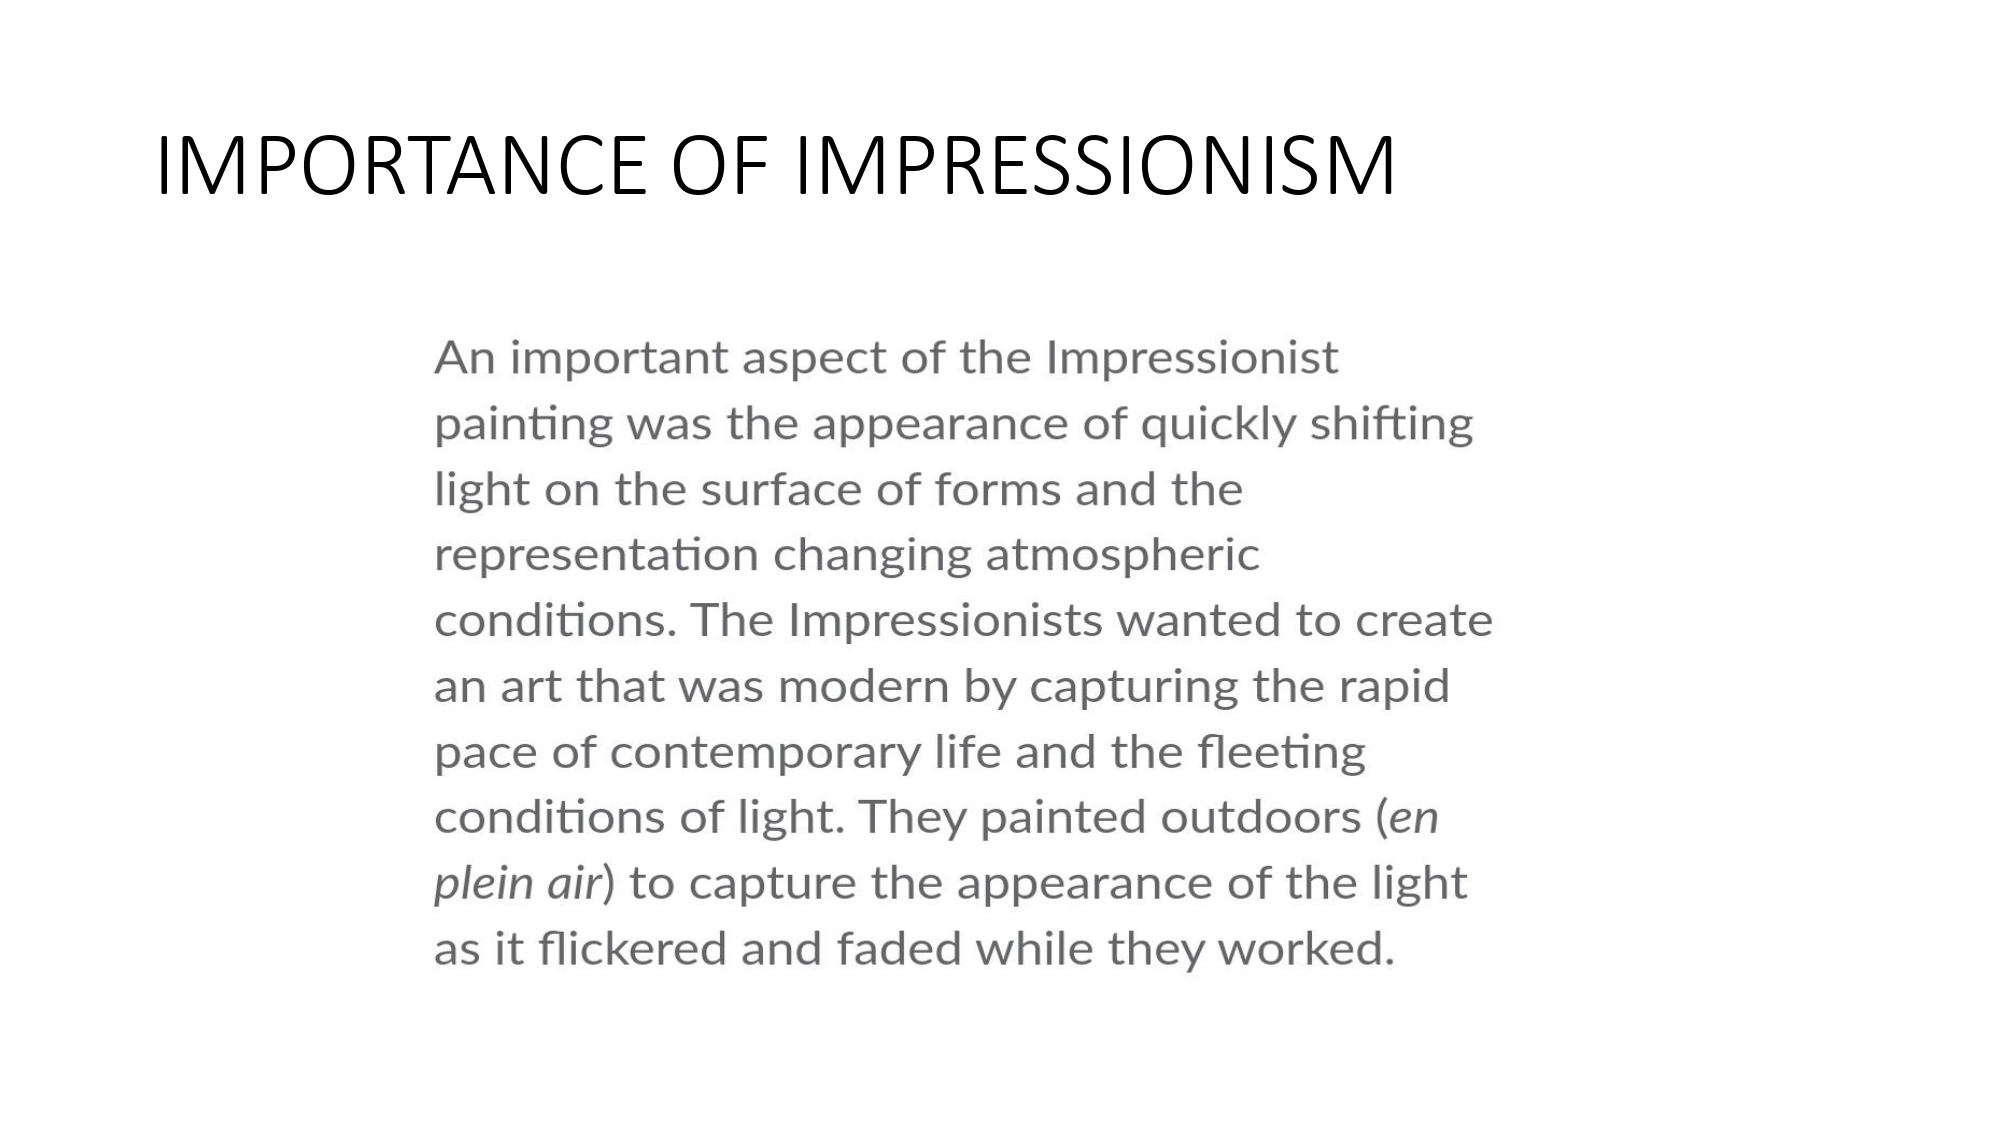 IMPORTANCE OF IMPRESSIONISM
An important aspect of the Impressionist
painting was the appearance of quickly shifting
light on the surface of forms and the
representation changing atmospheric
conditions. The Impressionists wanted to create
an art that was modern by capturing the rapid
pace of contemporary life and the fleeting
conditions of light. They painted outdoors (en
plein air) to capture the appearance of the light
as it flickered and faded while they worked.